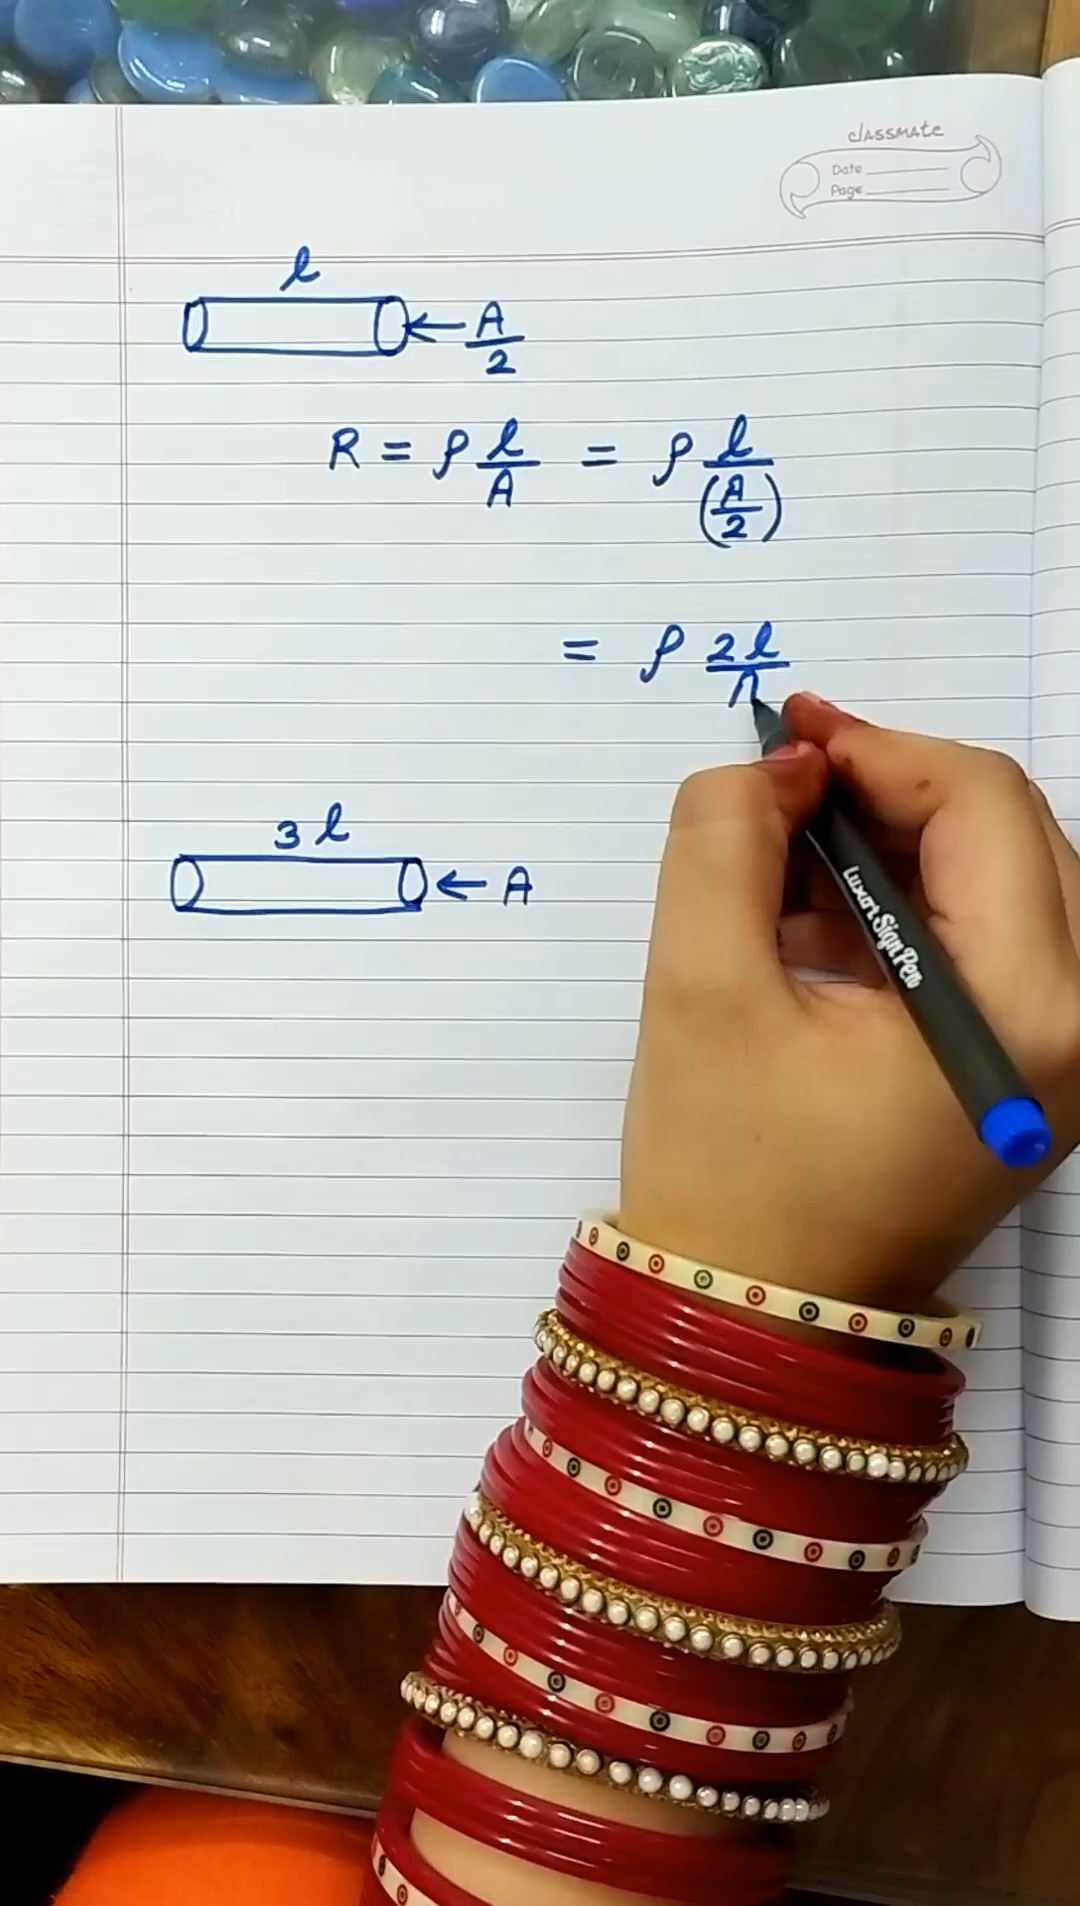 classmate
Date
Page
l
← A/2
R = ρ l/A = ρ l/(A/2)
= ρ 2l/A
3l
← A
Luxor Sign Pen